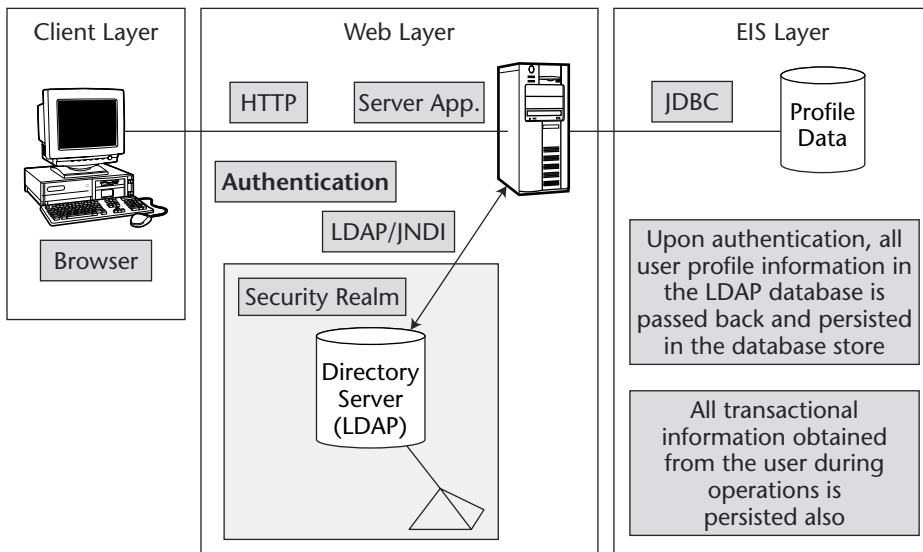 Client Layer
Browser
Web Layer
HTTP
Server App.
Authentication
LDAP/JNDI
Security Realm
Directory
Server
(LDAP)
EIS Layer
JDBC
Profile
Data
Upon authentication, all
user profile information in
the LDAP database is
passed back and persisted
in the database store
All transactional
information obtained
from the user during
operations is
persisted also